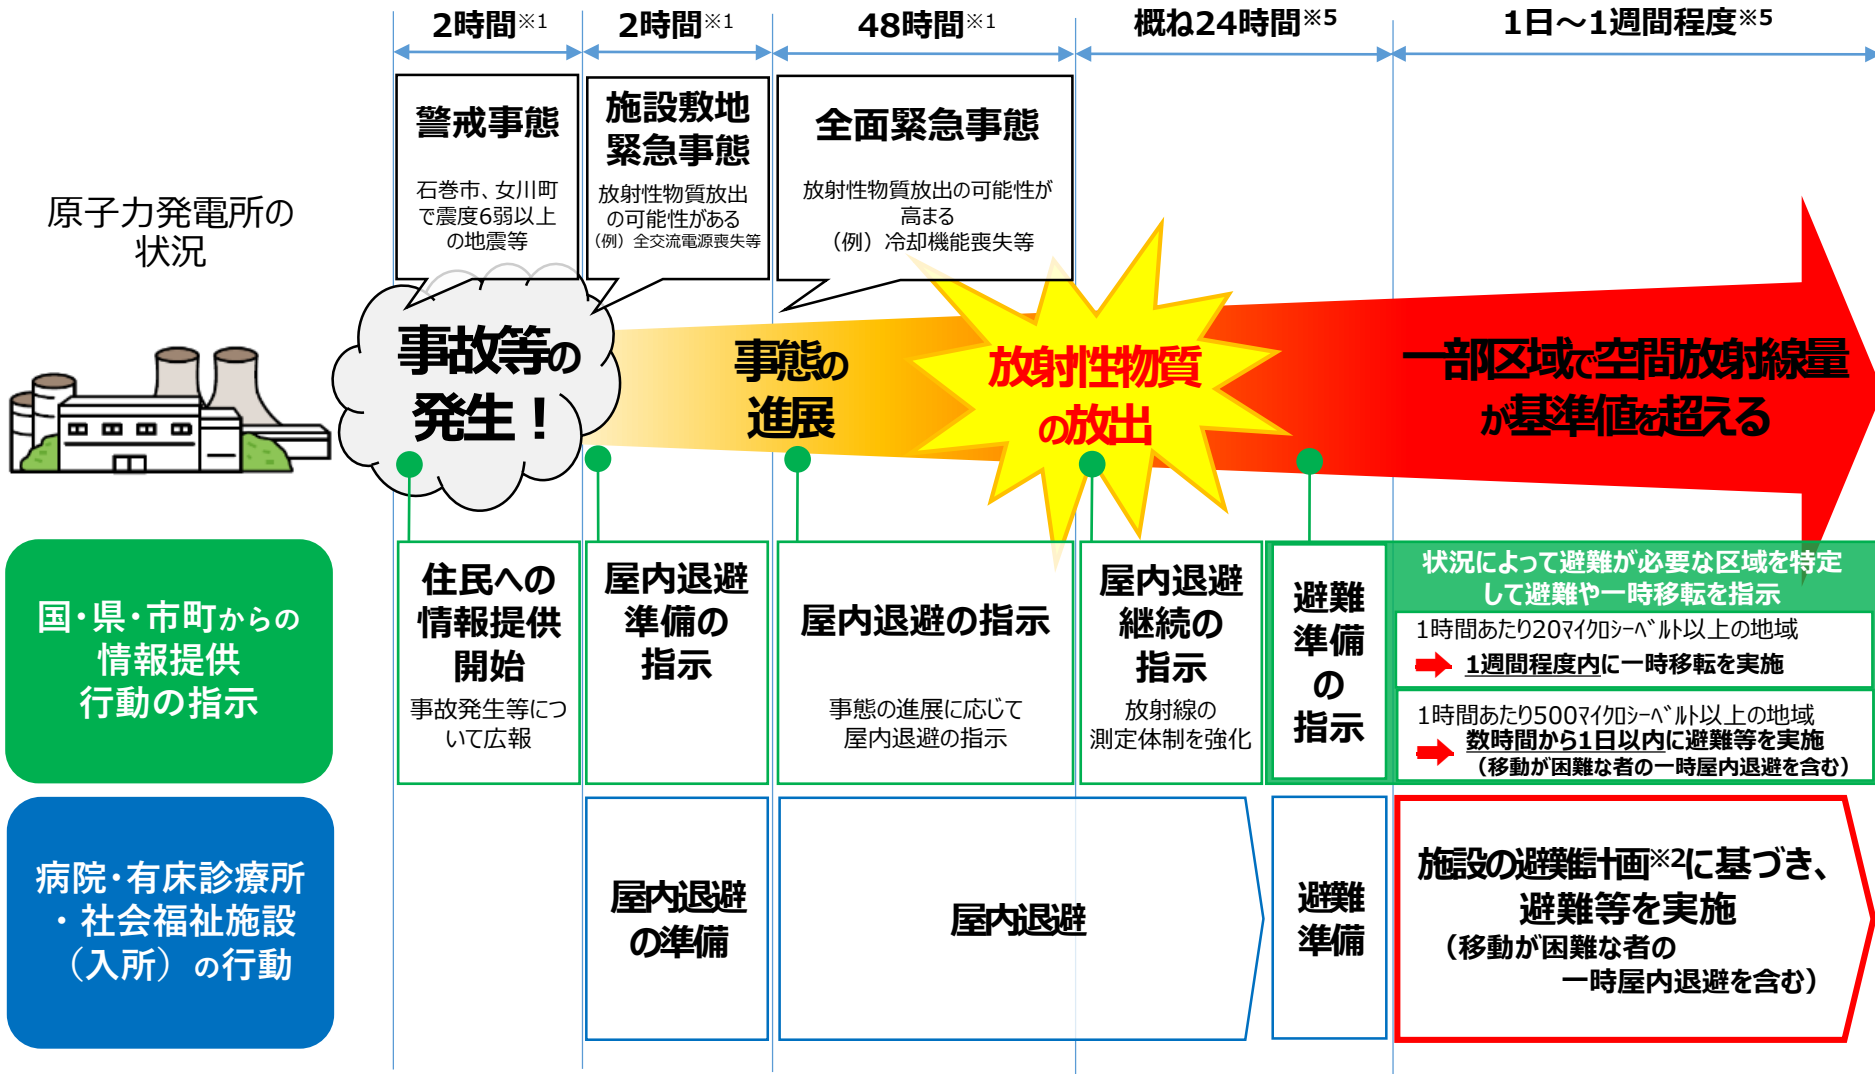 2時間※1
2時間※1
48時間※1
概ね24時間※5
1日～1週間程度※5
原子力発電所の
状況
警戒事態
石巻市、女川町
で震度6弱以上
の地震等
施設敷地
緊急事態
放射性物質放出
の可能性がある
（例）全交流電源喪失等
全面緊急事態
放射性物質放出の可能性が
高まる
（例）冷却機能喪失等
事故等の
発生！
事態の
進展
放射性物質
の放出
一部区域で空間放射線量
が基準値を超える
国・県・市町からの
情報提供
行動の指示
住民への
情報提供
開始
事故発生等につ
いて広報
屋内退避
準備の
指示
屋内退避の指示
事態の進展に応じて
屋内退避の指示
屋内退避
継続の
指示
放射線の
測定体制を強化
避難
準備
の
指示
状況によって避難が必要な区域を特定
して避難や一時移転を指示
1時間あたり20マイクロシーベルト以上の地域
1週間程度内に一時移転を実施
1時間あたり500マイクロシーベルト以上の地域
数時間から1日以内に避難等を実施
（移動が困難な者の一時屋内退避を含む）
病院・有床診療所
・社会福祉施設
（入所）の行動
屋内退避
の準備
屋内退避
避難
準備
施設の避難計画※2に基づき、
避難等を実施
（移動が困難な者の
一時屋内退避を含む）